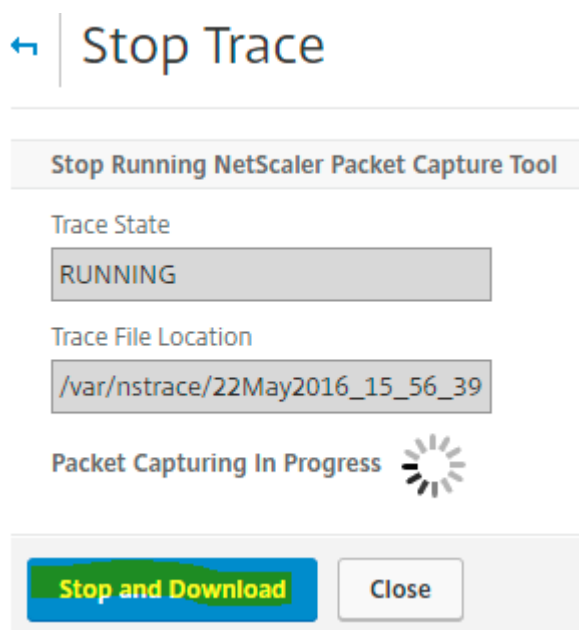 Stop Trace
Stop Running NetScaler Packet Capture Tool
Trace State
RUNNING
Trace File Location
/var/nstrace/22May2016_15_56_39
Packet Capturing In Progress
Stop and Download Close